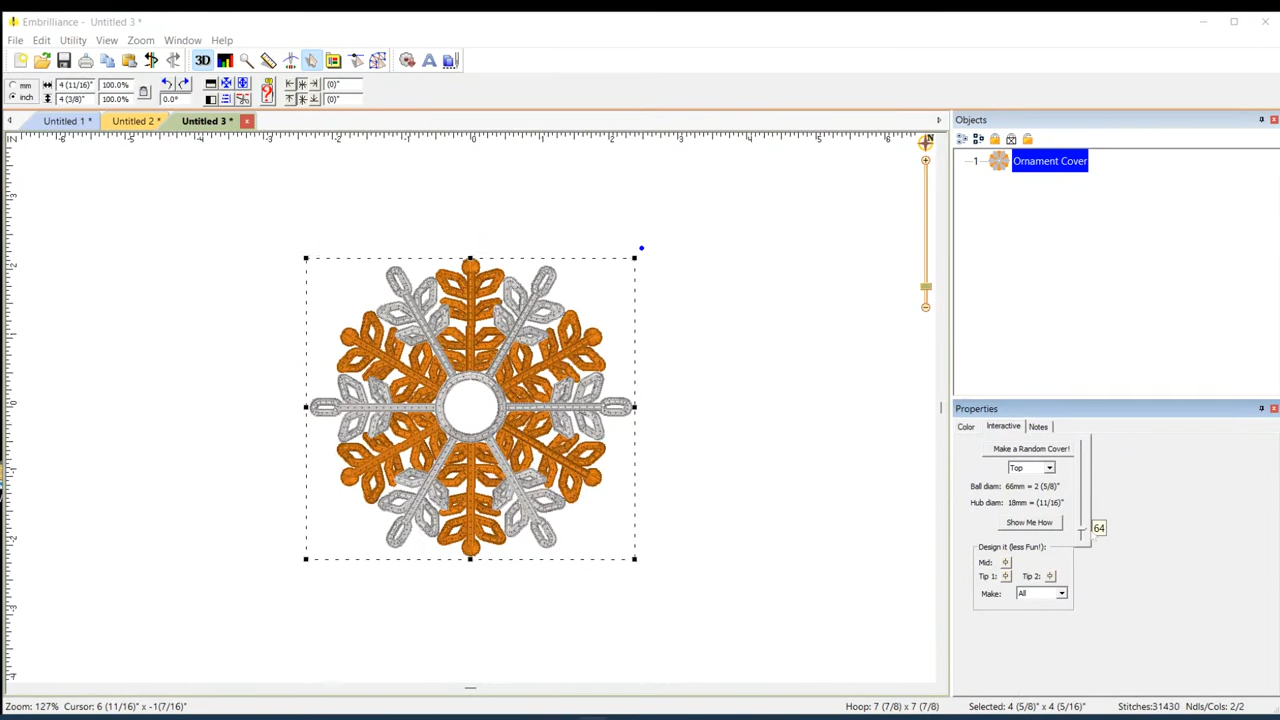 Embrilliance - Untitled 3 *
File Edit Utility View Zoom Window Help
3D
mm 4 (11/16)" 100.0% (0)"
inch 4 (3/8)" 100.0% 0.0° (0)"
Untitled 1 * Untitled 2 * Untitled 3 * x
Objects
1 Ornament Cover
N
Properties
Color Interactive Notes
Make a Random Cover!
Top
Ball diam: 66mm = 2 (5/8)"
Hub diam: 18mm = (11/16)"
Show Me How
64
Design it (less Fun!):
Mid:
Tip 1: Tip 2:
Make: All
Zoom: 127% Cursor: 6 (11/16)" x -1(7/16)" Hoop: 7 (7/8) x 7 (7/8) Selected: 4 (5/8)" x 4 (5/16)" Stitches:31430 Ndls/Cols: 2/2